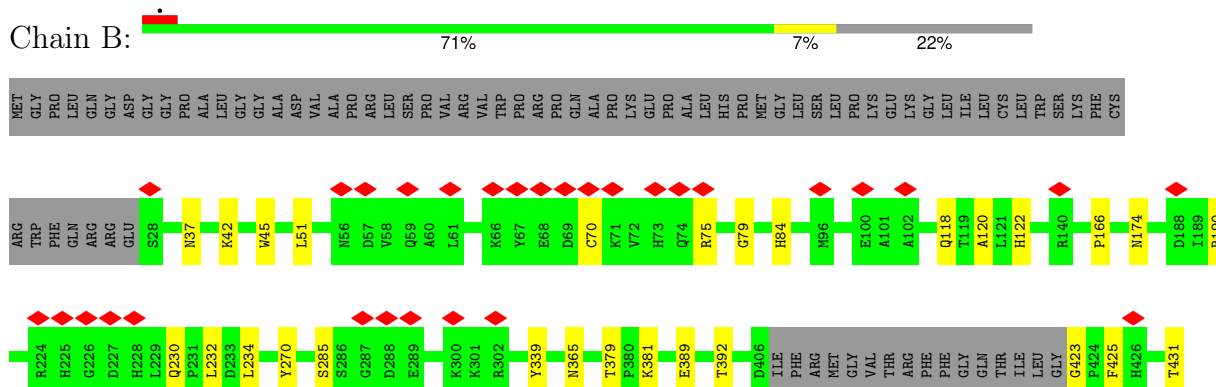 Chain B:
71% 7% 22%
MET GLY PRO LEU GLN GLY ASP GLY GLY PRO ALA LEU GLY GLY ALA ASP VAL ALA PRO ARG LEU SER PRO VAL ARG VAL TRP PRO ARG PRO GLN ALA PRO LYS GLU PRO ALA LEU HIS PRO MET GLY LEU SER LEU PRO LYS GLU LYS GLY LEU ILE LEU CYS LEU TRP SER LYS PHE CYS
ARG TRP PHE GLN ARG ARG GLU S28 N37 K42 W45 L51 N56 D57 V58 Q59 A60 L61 K66 Y67 E68 D69 C70 K71 V72 H73 Q74 R75 G79 H84 M96 E100 A101 A102 Q118 T119 A120 L121 H122 R140 P166 N174 D188 I189
R224 H225 G226 D227 H228 L229 Q230 P231 L232 D233 L234 Y270 S285 S286 G287 D288 E289 K300 K301 R302 Y339 N365 T379 P380 K381 E389 T392 D406 ILE PHE ARG MET GLY VAL THR ARG PHE PHE GLY GLN THR ILE LEU GLY G423 P424 F425 H426 T431